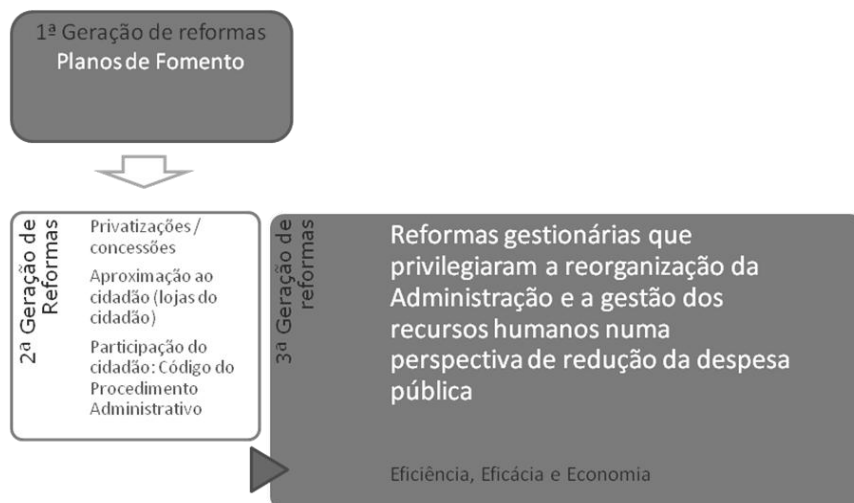 1ª Geração de reformas
Planos de Fomento
2ª Geração de
Reformas
Privatizações /
concessões
Aproximação ao
cidadão (lojas do
cidadão)
Participação do
cidadão: Código do
Procedimento
Administrativo
3ª Geração de
reformas
Reformas gestionárias que
privilegiaram a reorganização da
Administração e a gestão dos
recursos humanos numa
perspectiva de redução da despesa
pública
Eficiência, Eficácia e Economia